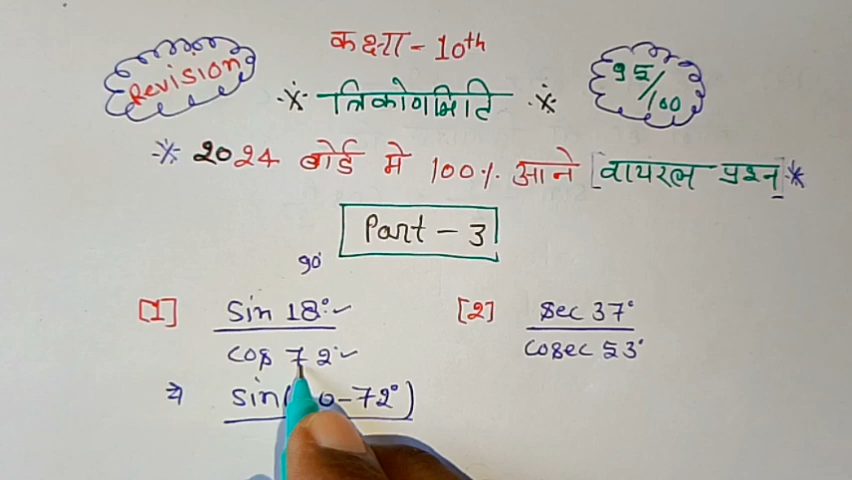 कक्षा - 10th
Revision
95/100
त्रिकोणमिति
* 2024 बोर्ड मे 100% आने [वायरल प्रश्न] *
Part - 3
90°
[1] sin 18° ✓ / cos 72° ✓
[2] sec 37° / cosec 53°
⇒ sin( 0-72°)